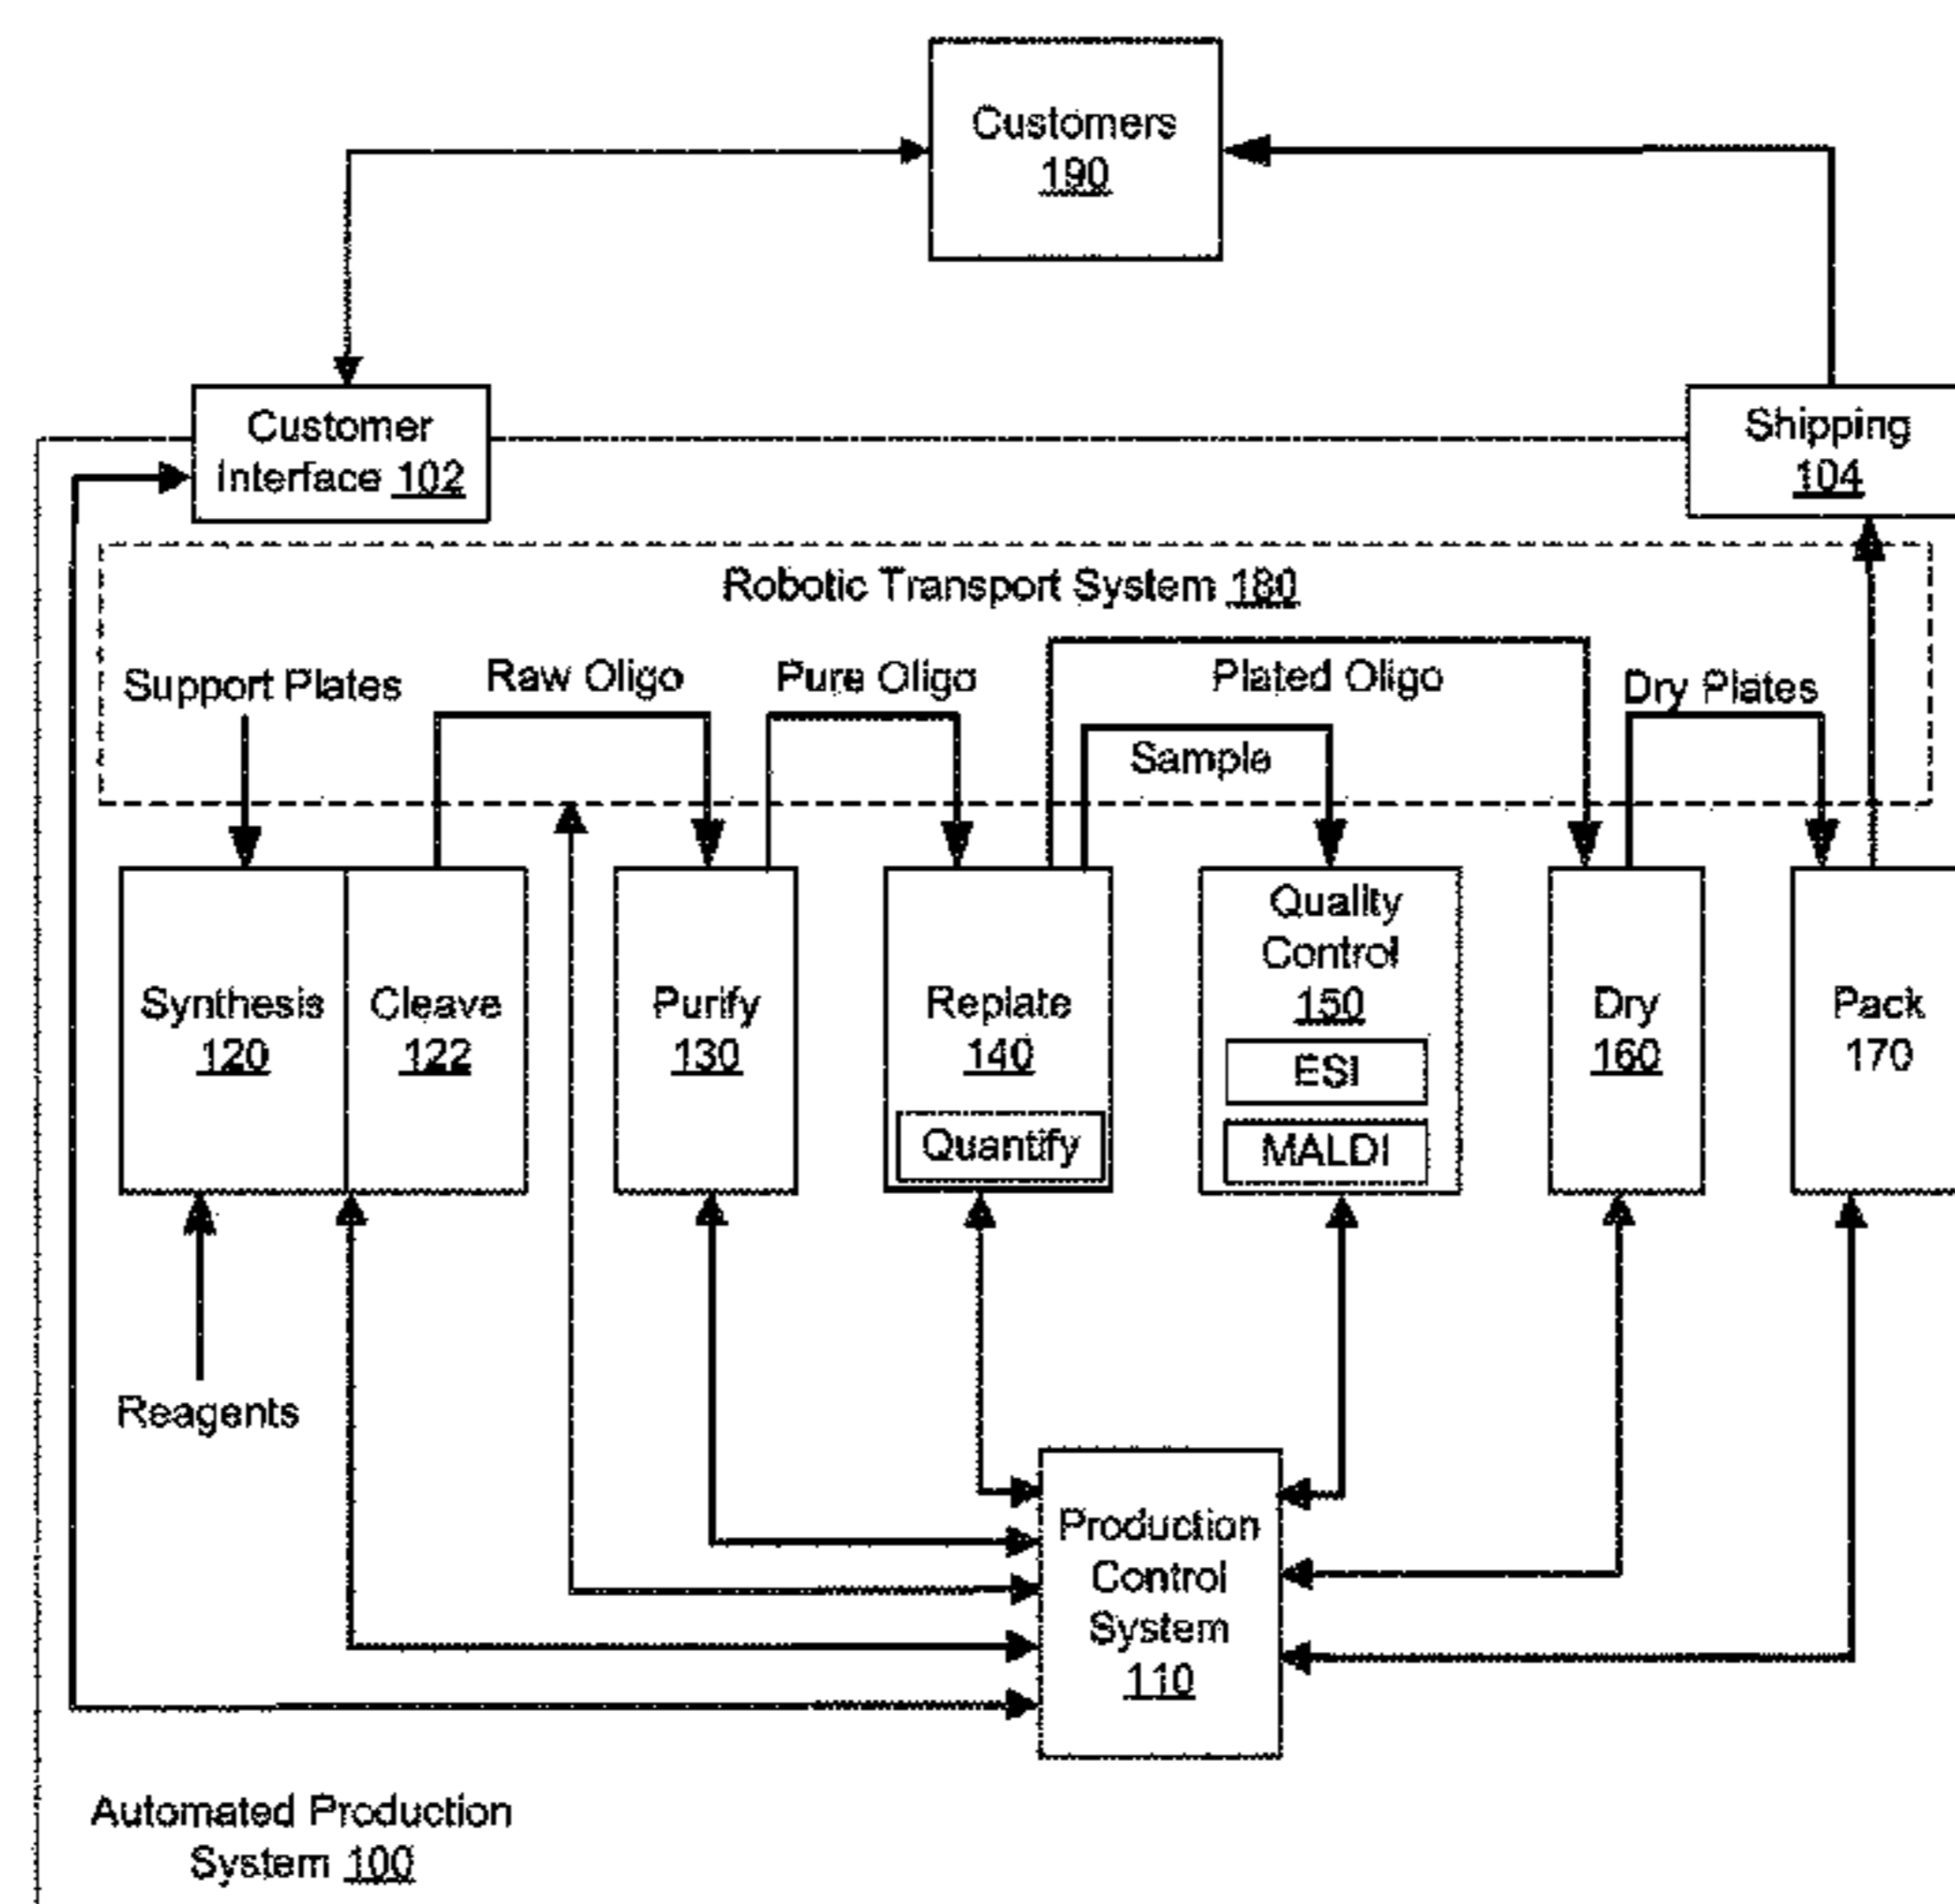 Customers
190
Customer
Interface 102
Shipping
104
Robotic Transport System 180
Support Plates
Raw Oligo
Pure Oligo
Plated Oligo
Dry Plates
Sample
Synthesis
120
Cleave
122
Purify
130
Replate
140
Quantify
Quality
Control
150
ESI
MALDI
Dry
160
Pack
170
Reagents
Production
Control
System
110
Automated Production
System 100